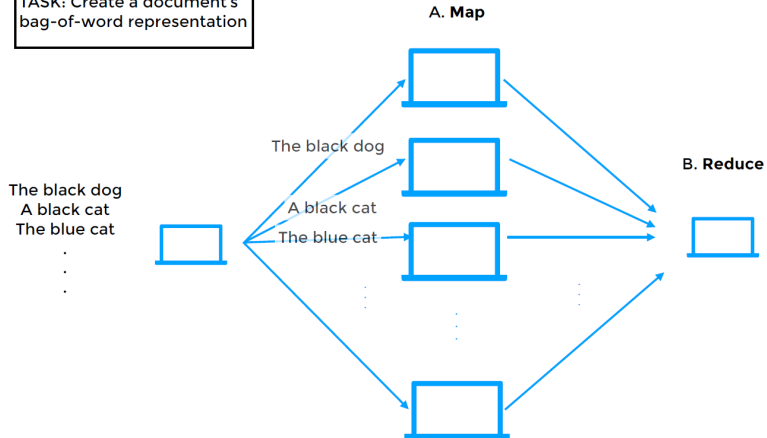 TASK: Create a document's
bag-of-word representation
A. Map
The black dog
B. Reduce
The black dog
A black cat
The blue cat
.
.
.
A black cat
The blue cat